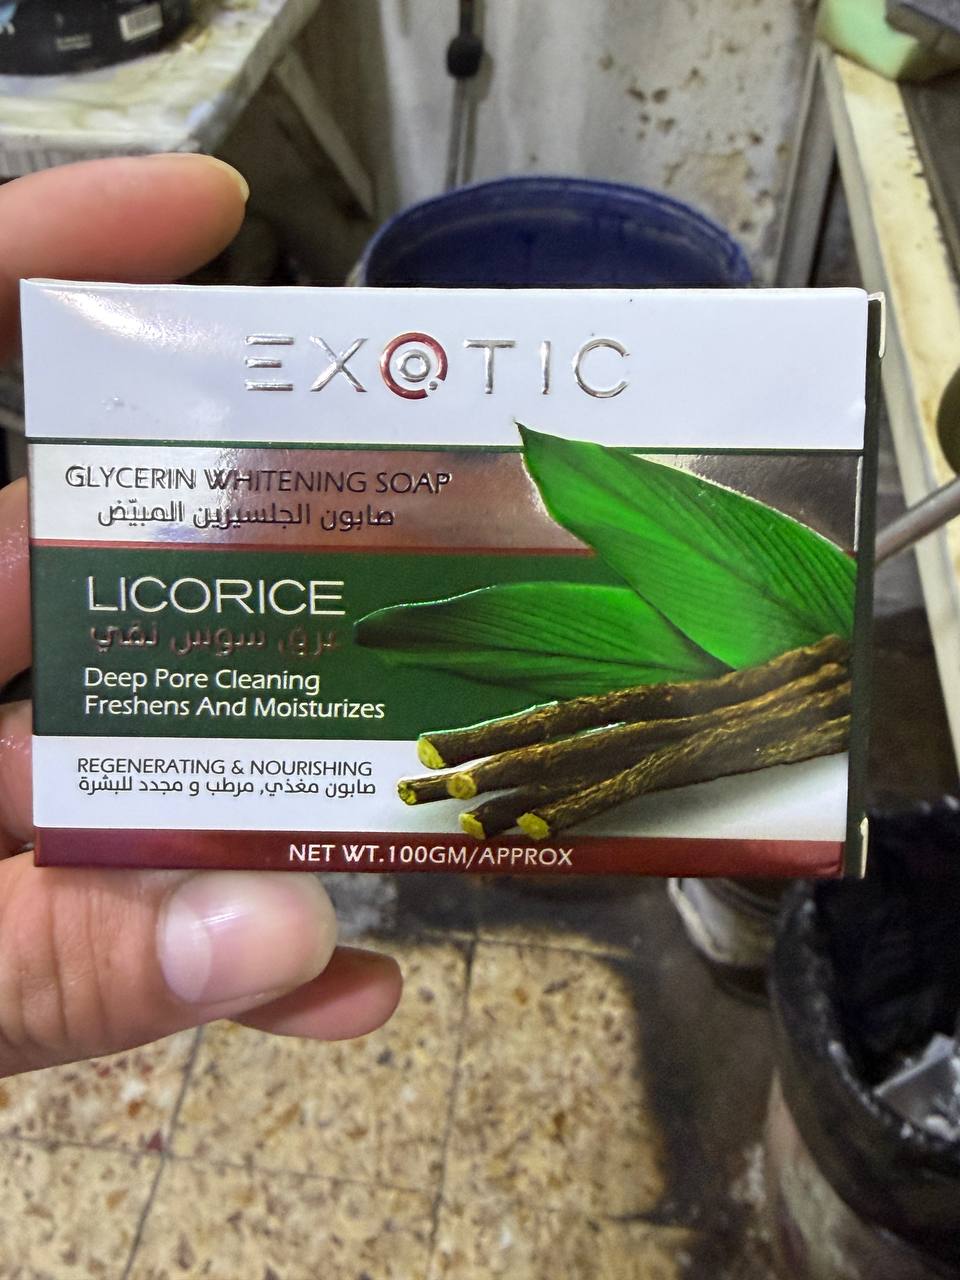 EXOTIC
GLYCERIN WHITENING SOAP
صابون الجلسيرين المبيّض
LICORICE
عرق سوس نقي
Deep Pore Cleaning
Freshens And Moisturizes
REGENERATING & NOURISHING
صابون مغذي, مرطب و مجدد للبشرة
NET WT.100GM/APPROX